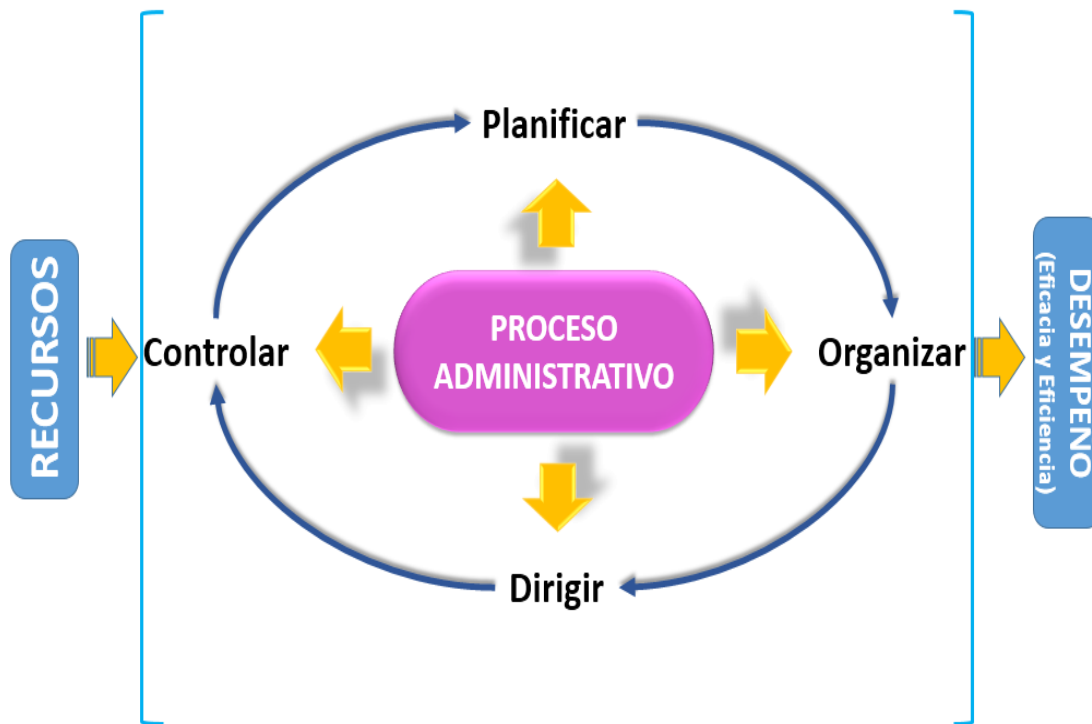 Planificar
RECURSOS
Controlar
PROCESO
ADMINISTRATIVO
Organizar
DESEMPEÑO
(Eficacia y Eficiencia)
Dirigir